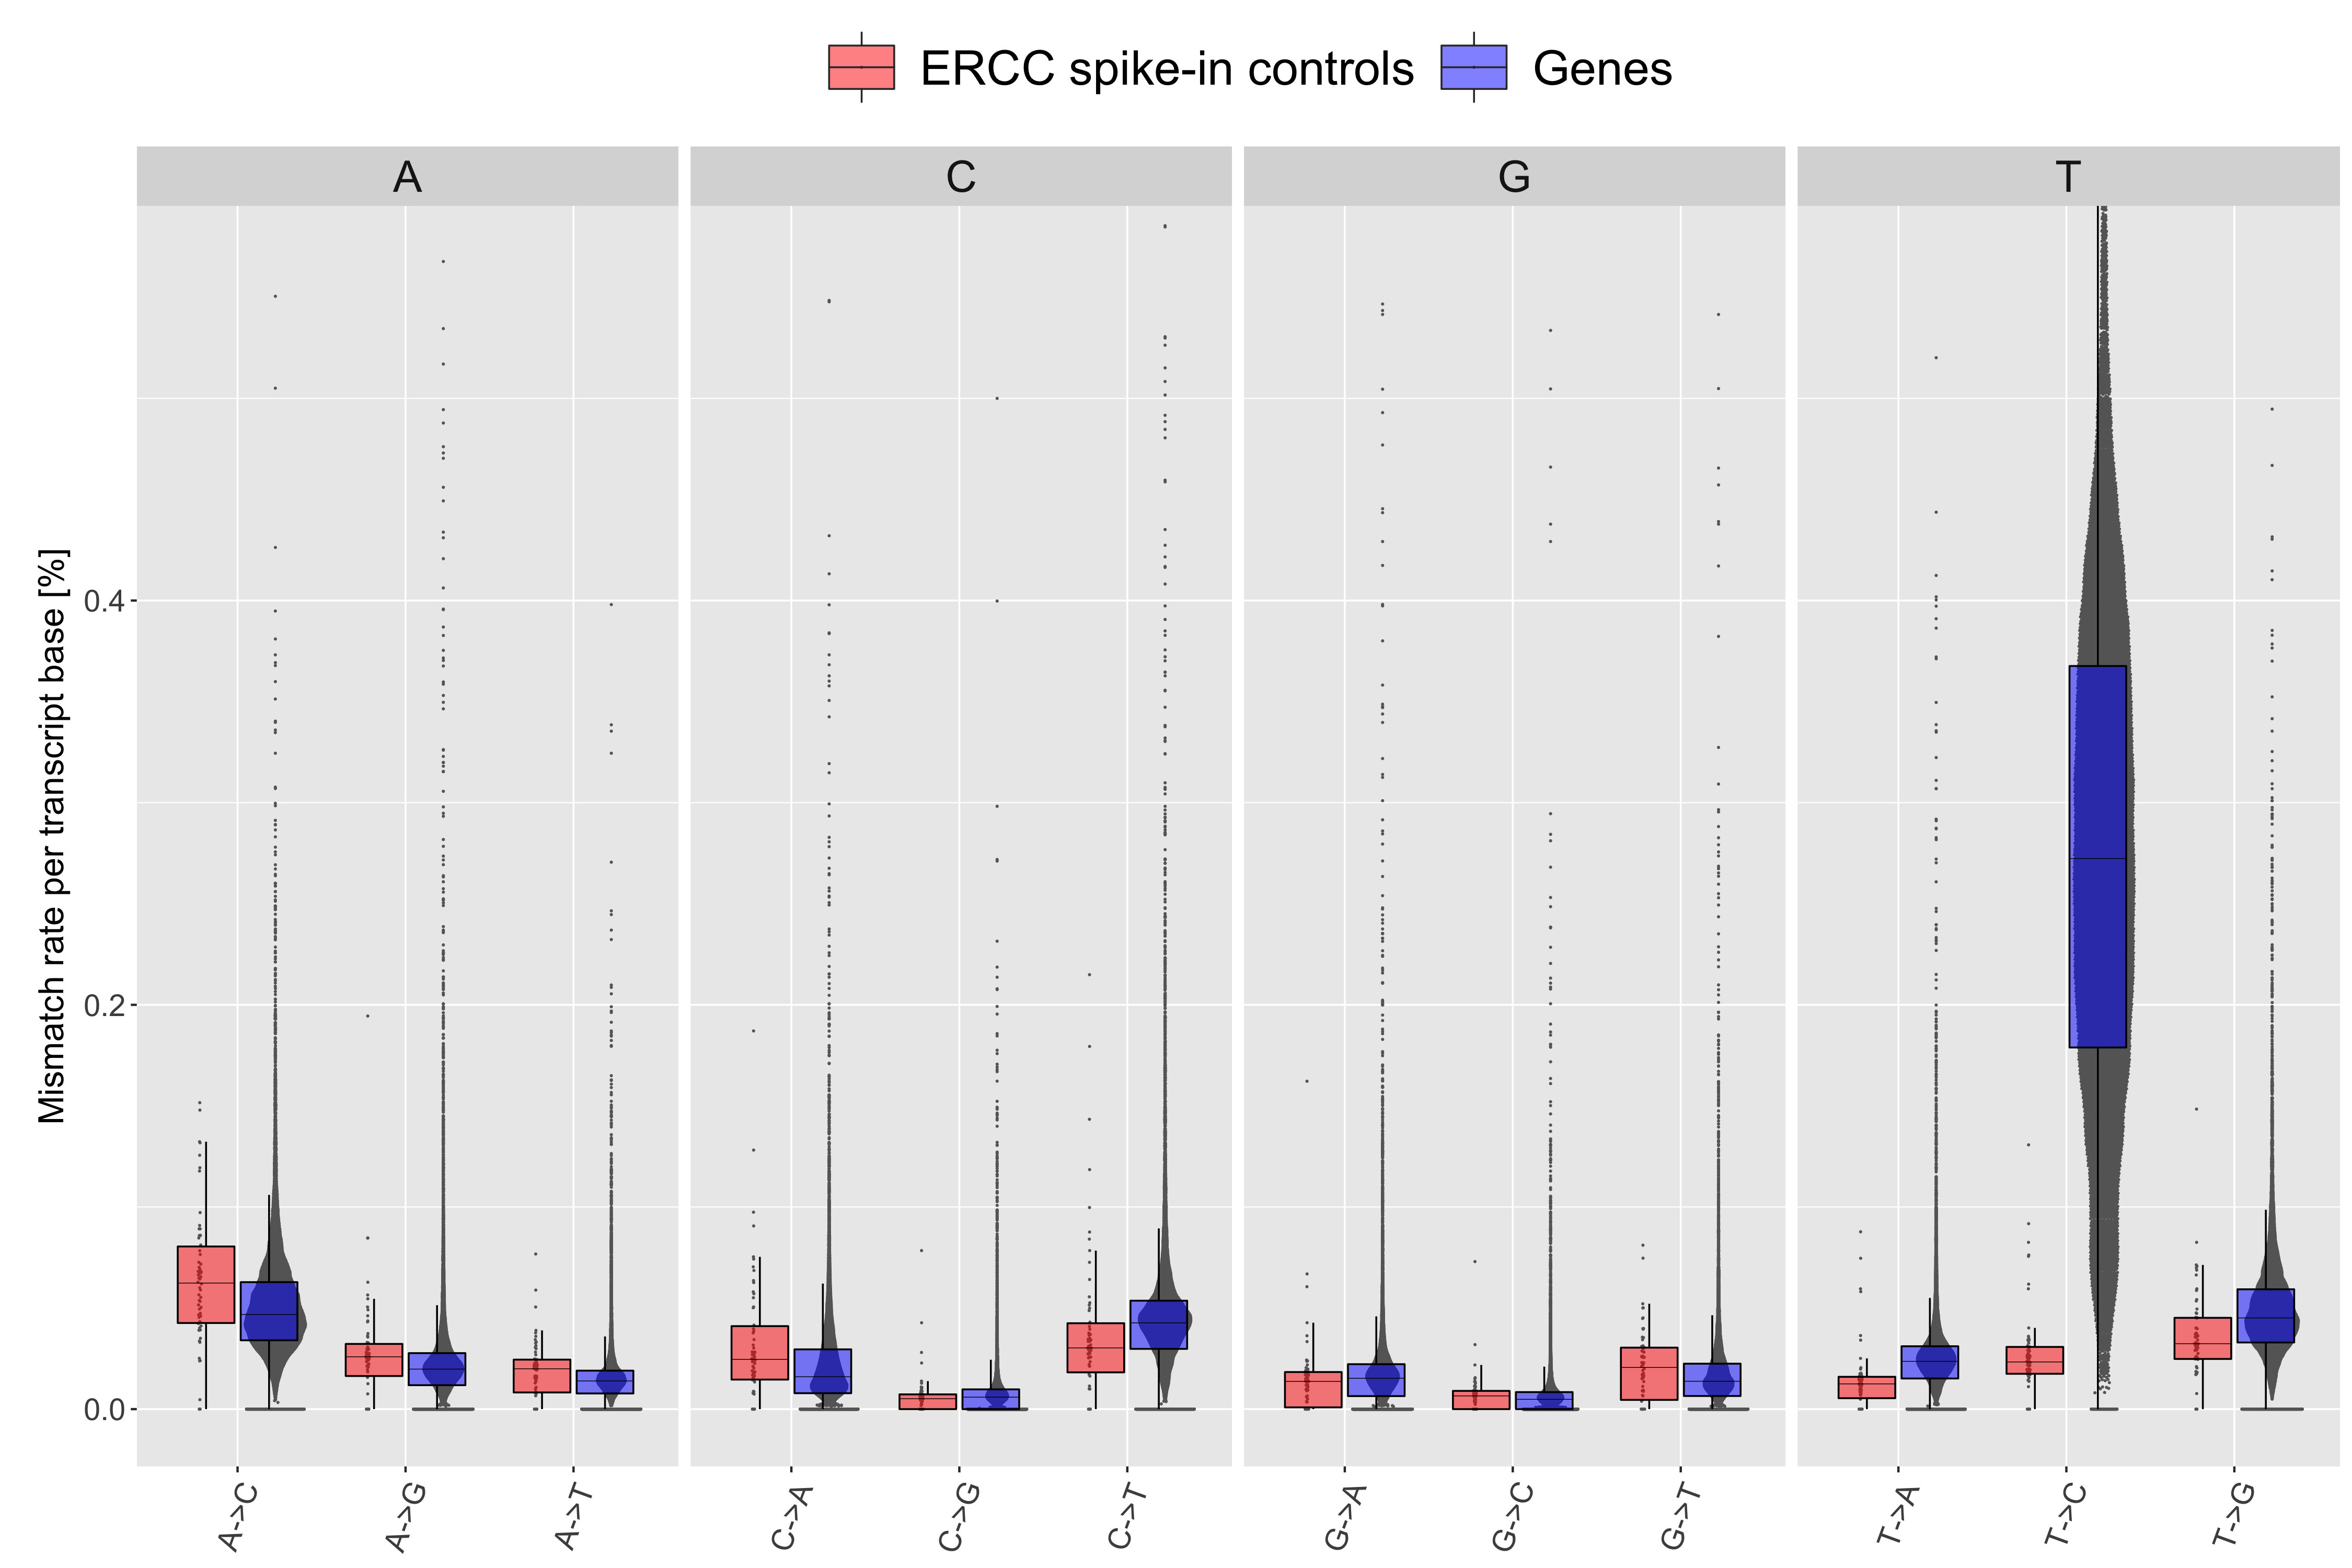 ERCC spike-in controls Genes
A C G T
Mismatch rate per transcript base [%]
0.4
0.2
0.0
A->C A->G A->T C->A C->G C->T G->A G->C G->T T->A T->C T->G